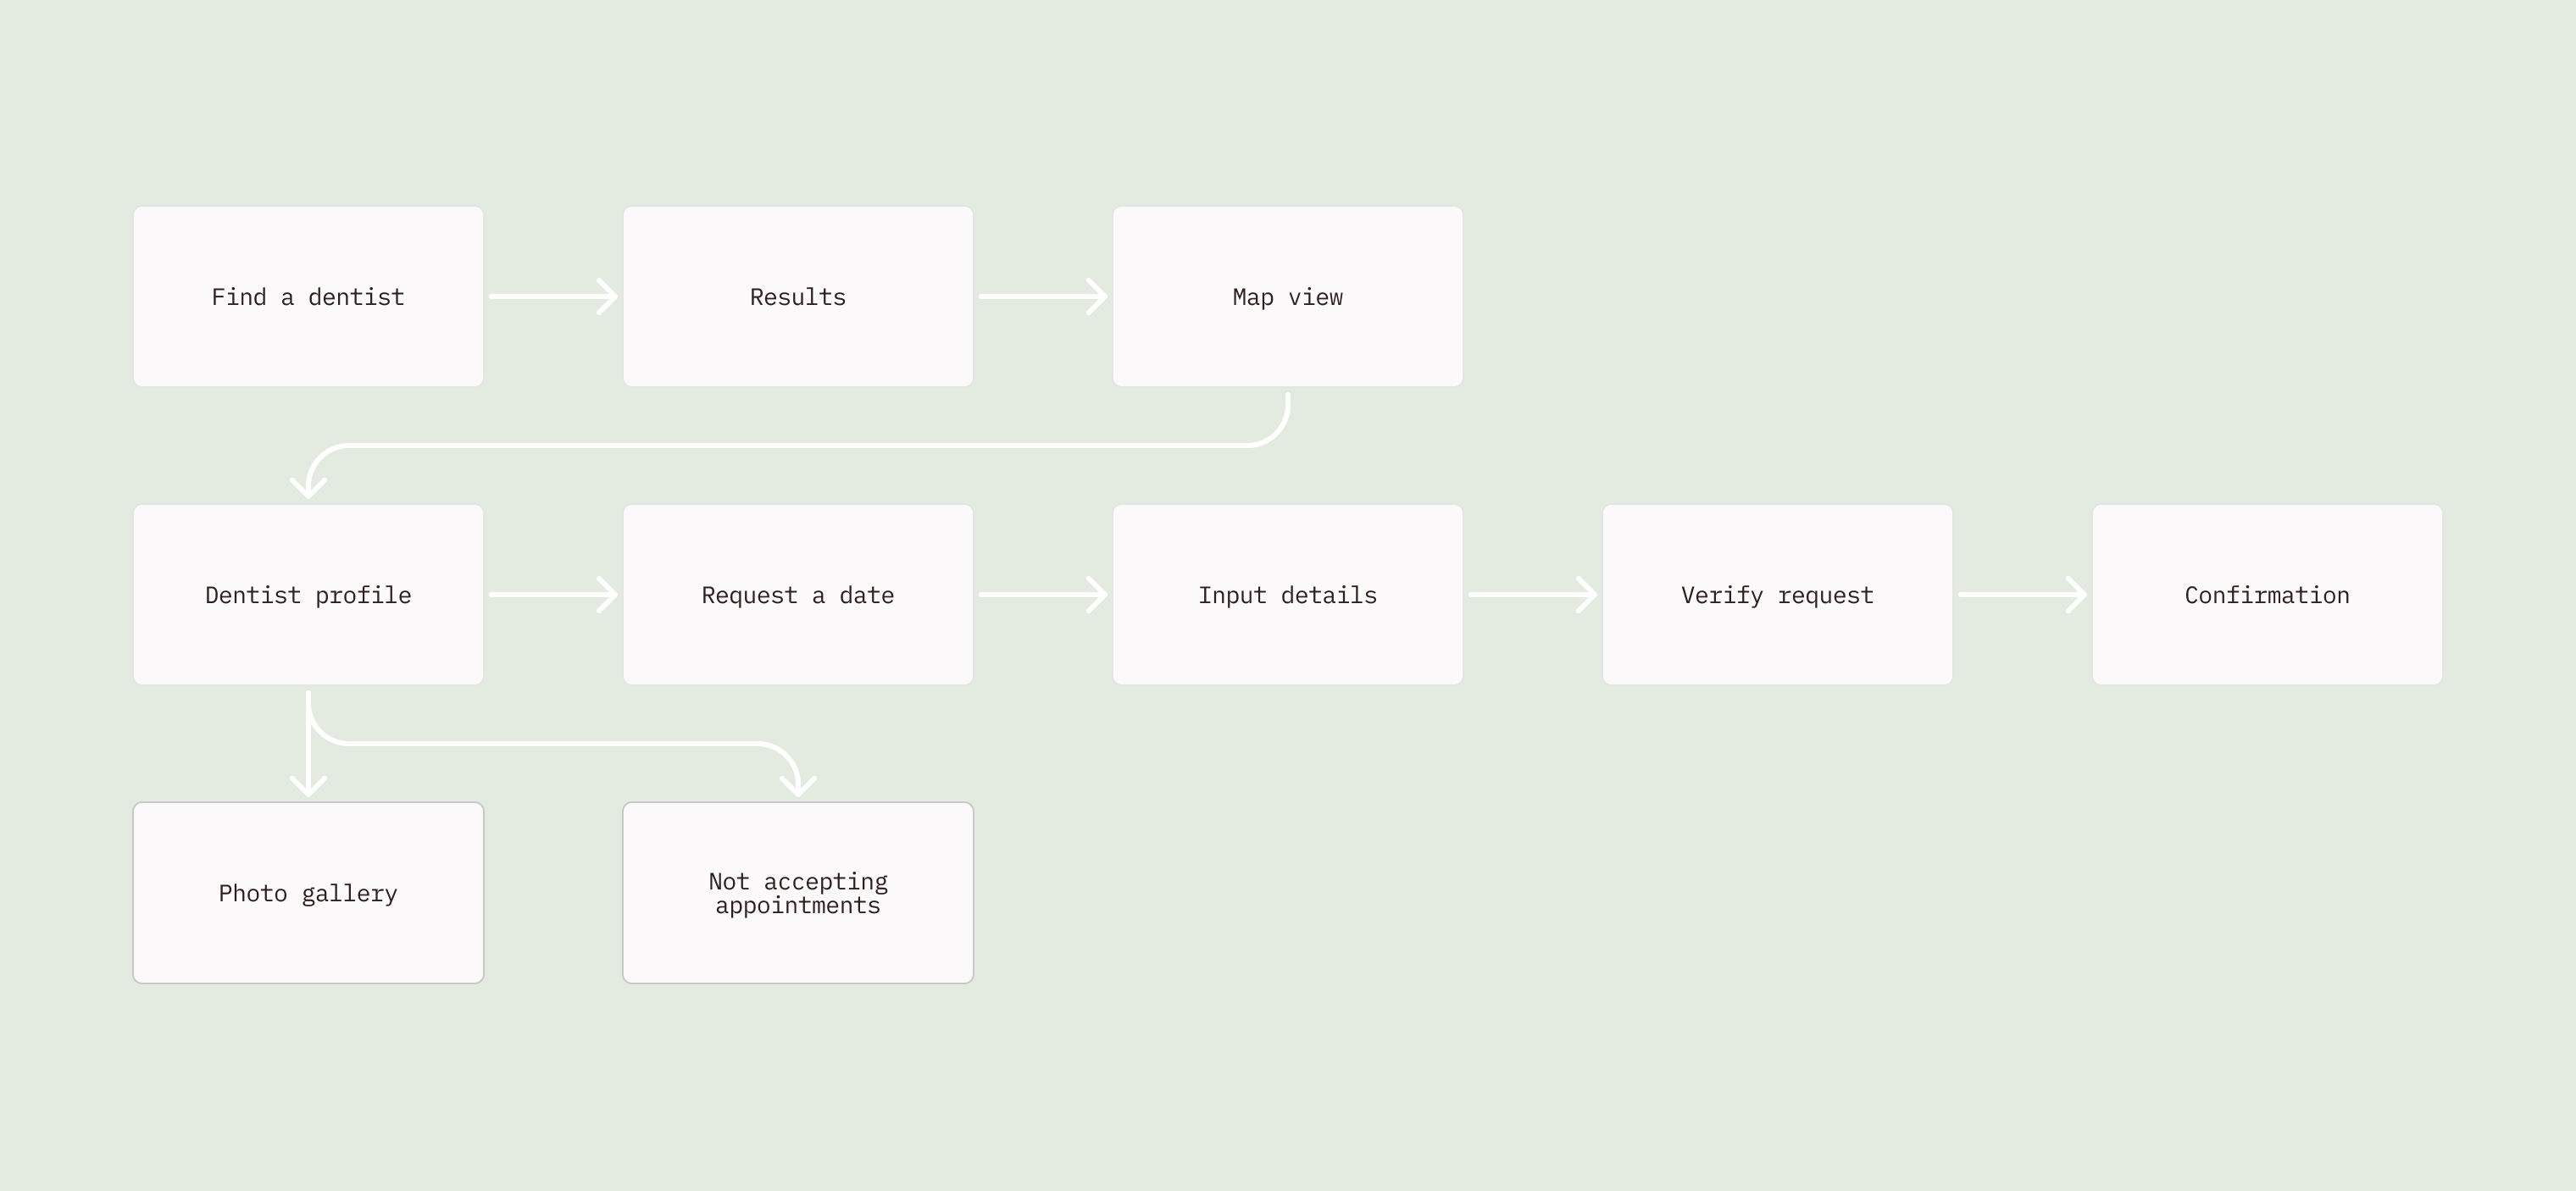 Find a dentist
Results
Map view
Dentist profile
Request a date
Input details
Verify request
Confirmation
Photo gallery
Not accepting
appointments